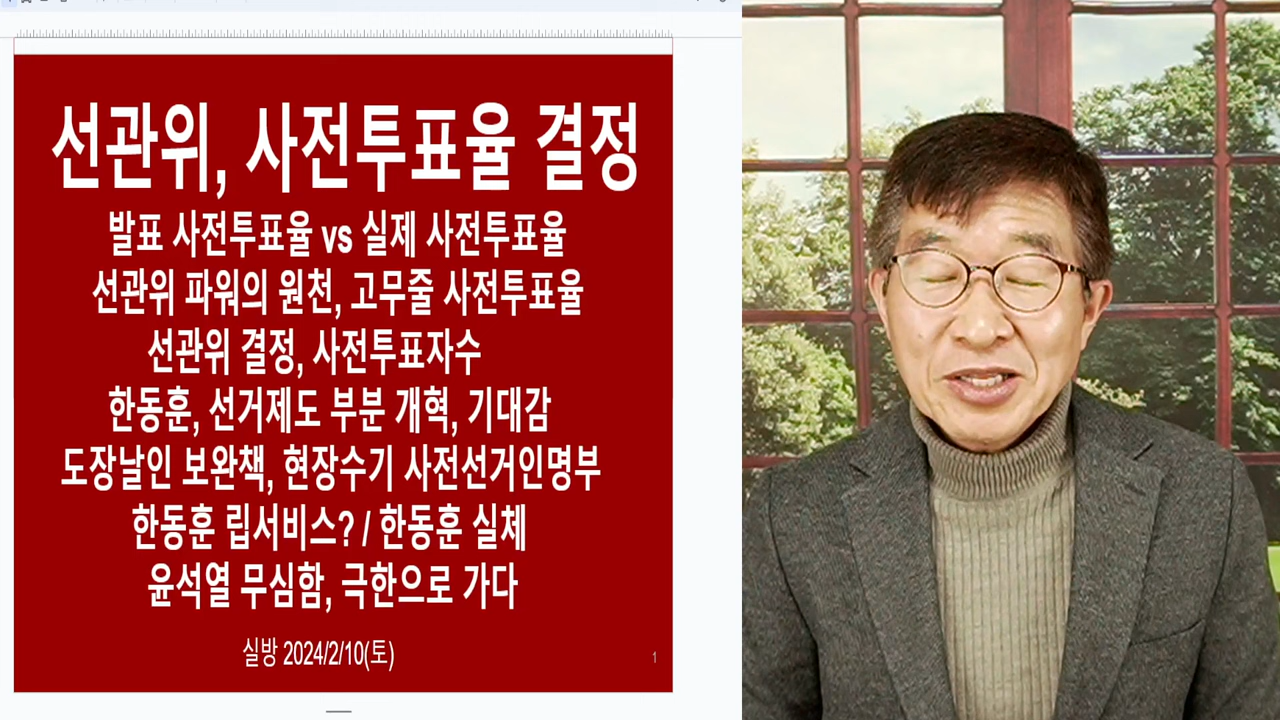 선관위, 사전투표율 결정
발표 사전투표율 vs 실제 사전투표율
선관위 파워의 원천, 고무줄 사전투표율
선관위 결정, 사전투표자수
한동훈, 선거제도 부분 개혁, 기대감
도장날인 보완책, 현장수기 사전선거인명부
한동훈 립서비스? / 한동훈 실체
윤석열 무심함, 극한으로 가다
실방 2024/2/10(토)
1